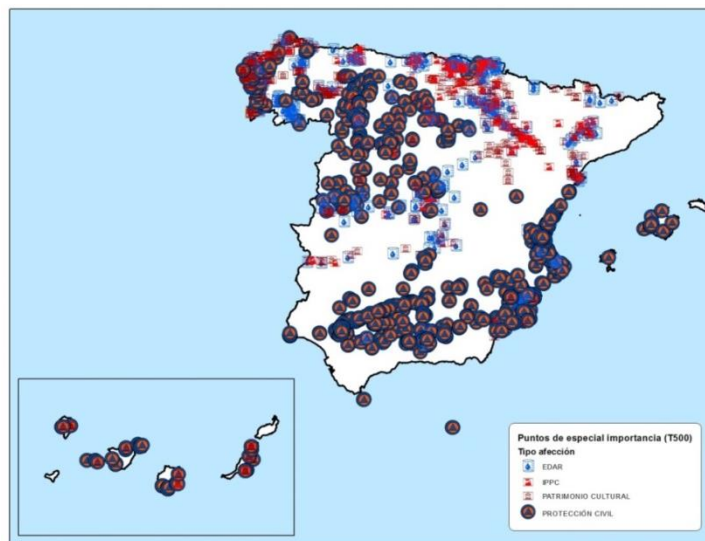 Puntos de especial importancia (T500)
Tipo afección
EDAR
IPPC
PATRIMONIO CULTURAL
PROTECCIÓN CIVIL